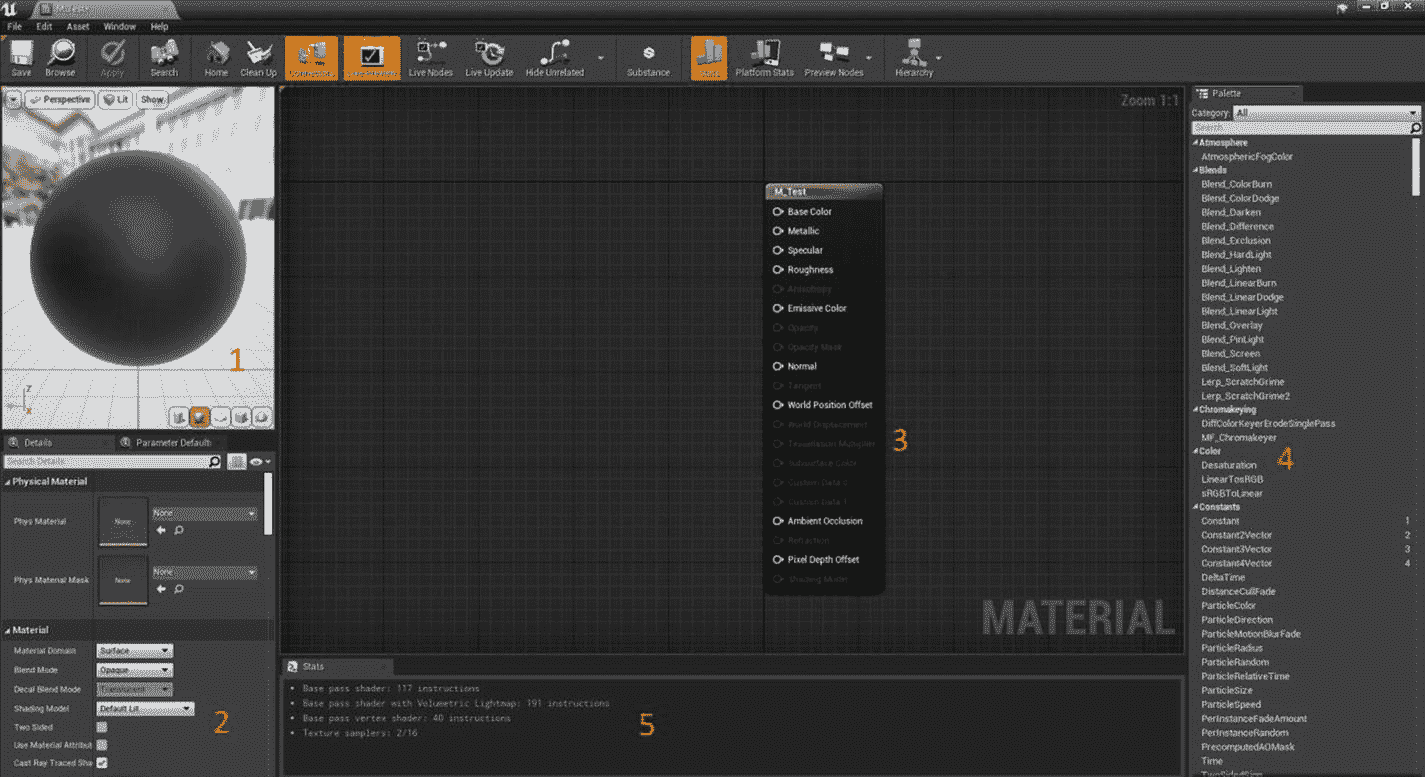 M_Test
File Edit Asset Window Help
Save Browse Apply Search Home Clean Up Live Nodes Live Update Hide Unrelated Substance Stats Platform Stats Preview Nodes Hierarchy
Perspective Lit Show
1
Z
X
Details Parameter Default
Search Details
Physical Material
Phys Material None None
Phys Material Mask None None
Material
Material Domain Surface
Blend Mode Opaque
Decal Blend Mode Translucent
Shading Model Default Lit
Two Sided
Use Material Attribut
Cast Ray Traced Sha
2
Zoom 1:1
M_Test
Base Color
Metallic
Specular
Roughness
Anisotropy
Emissive Color
Opacity
Opacity Mask
Normal
Tangent
World Position Offset
World Displacement
Tessellation Multiplier
Subsurface Color
Custom Data 0
Custom Data 1
Ambient Occlusion
Refraction
Pixel Depth Offset
Shading Model
3
MATERIAL
Stats
Base pass shader: 117 instructions
Base pass shader with Volumetric Lightmap: 191 instructions
Base pass vertex shader: 40 instructions
Texture samplers: 2/16
5
Palette
Category: All
Search
Atmosphere
AtmosphericFogColor
Blends
Blend_ColorBurn
Blend_ColorDodge
Blend_Darken
Blend_Difference
Blend_Exclusion
Blend_HardLight
Blend_Lighten
Blend_LinearBurn
Blend_LinearDodge
Blend_LinearLight
Blend_Overlay
Blend_PinLight
Blend_Screen
Blend_SoftLight
Lerp_ScratchGrime
Lerp_ScratchGrime2
Chromakeying
DiffColorKeyerErodeSinglePass
MF_Chromakeyer
Color
Desaturation
LinearTosRGB
sRGBToLinear
4
Constants
Constant 1
Constant2Vector 2
Constant3Vector 3
Constant4Vector 4
DeltaTime
DistanceCullFade
ParticleColor
ParticleDirection
ParticleMotionBlurFade
ParticleRadius
ParticleRandom
ParticleRelativeTime
ParticleSize
ParticleSpeed
PerInstanceFadeAmount
PerInstanceRandom
PrecomputedAOMask
Time
TwoSidedSign